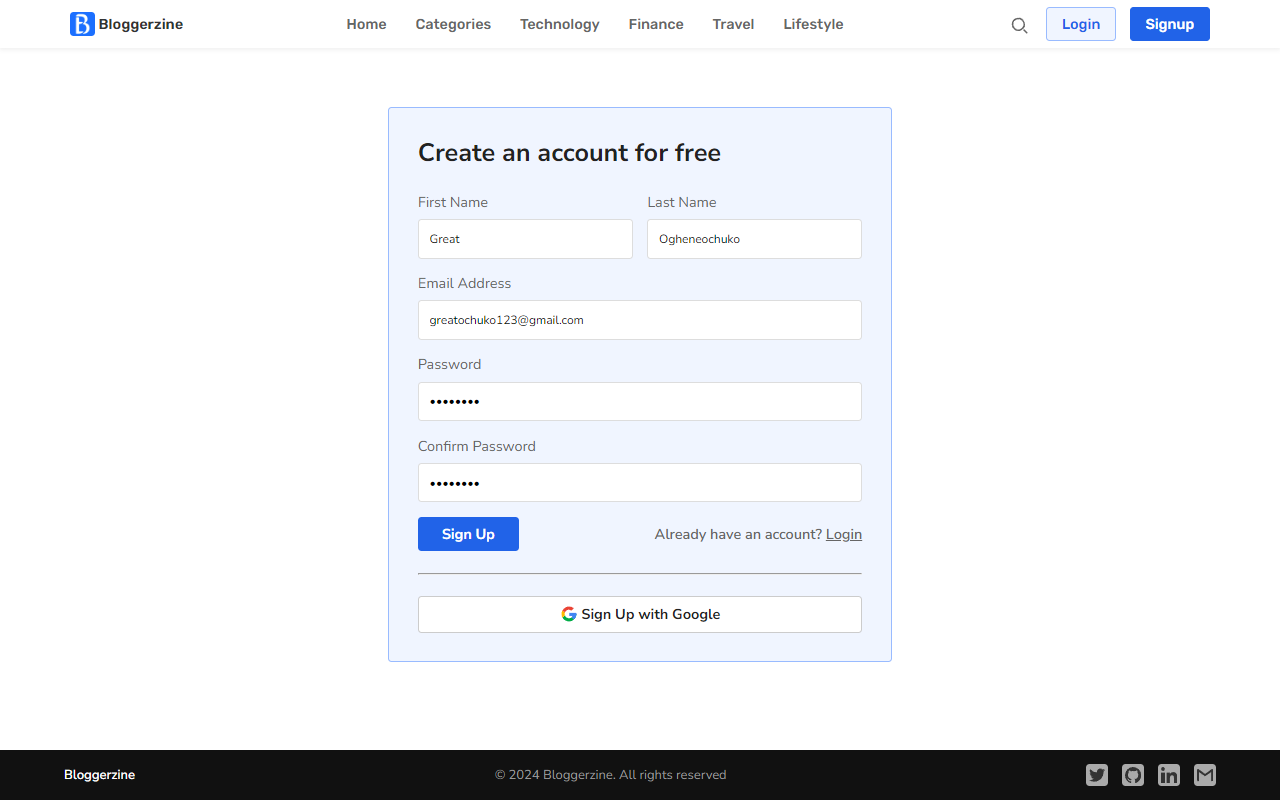 Bloggerzine Home Categories Technology Finance Travel Lifestyle Login Signup
Create an account for free
First Name Last Name
Great Ogheneochuko
Email Address
greatochuko123@gmail.com
Password
••••••••
Confirm Password
••••••••
Sign Up Already have an account? Login
Sign Up with Google
Bloggerzine © 2024 Bloggerzine. All rights reserved